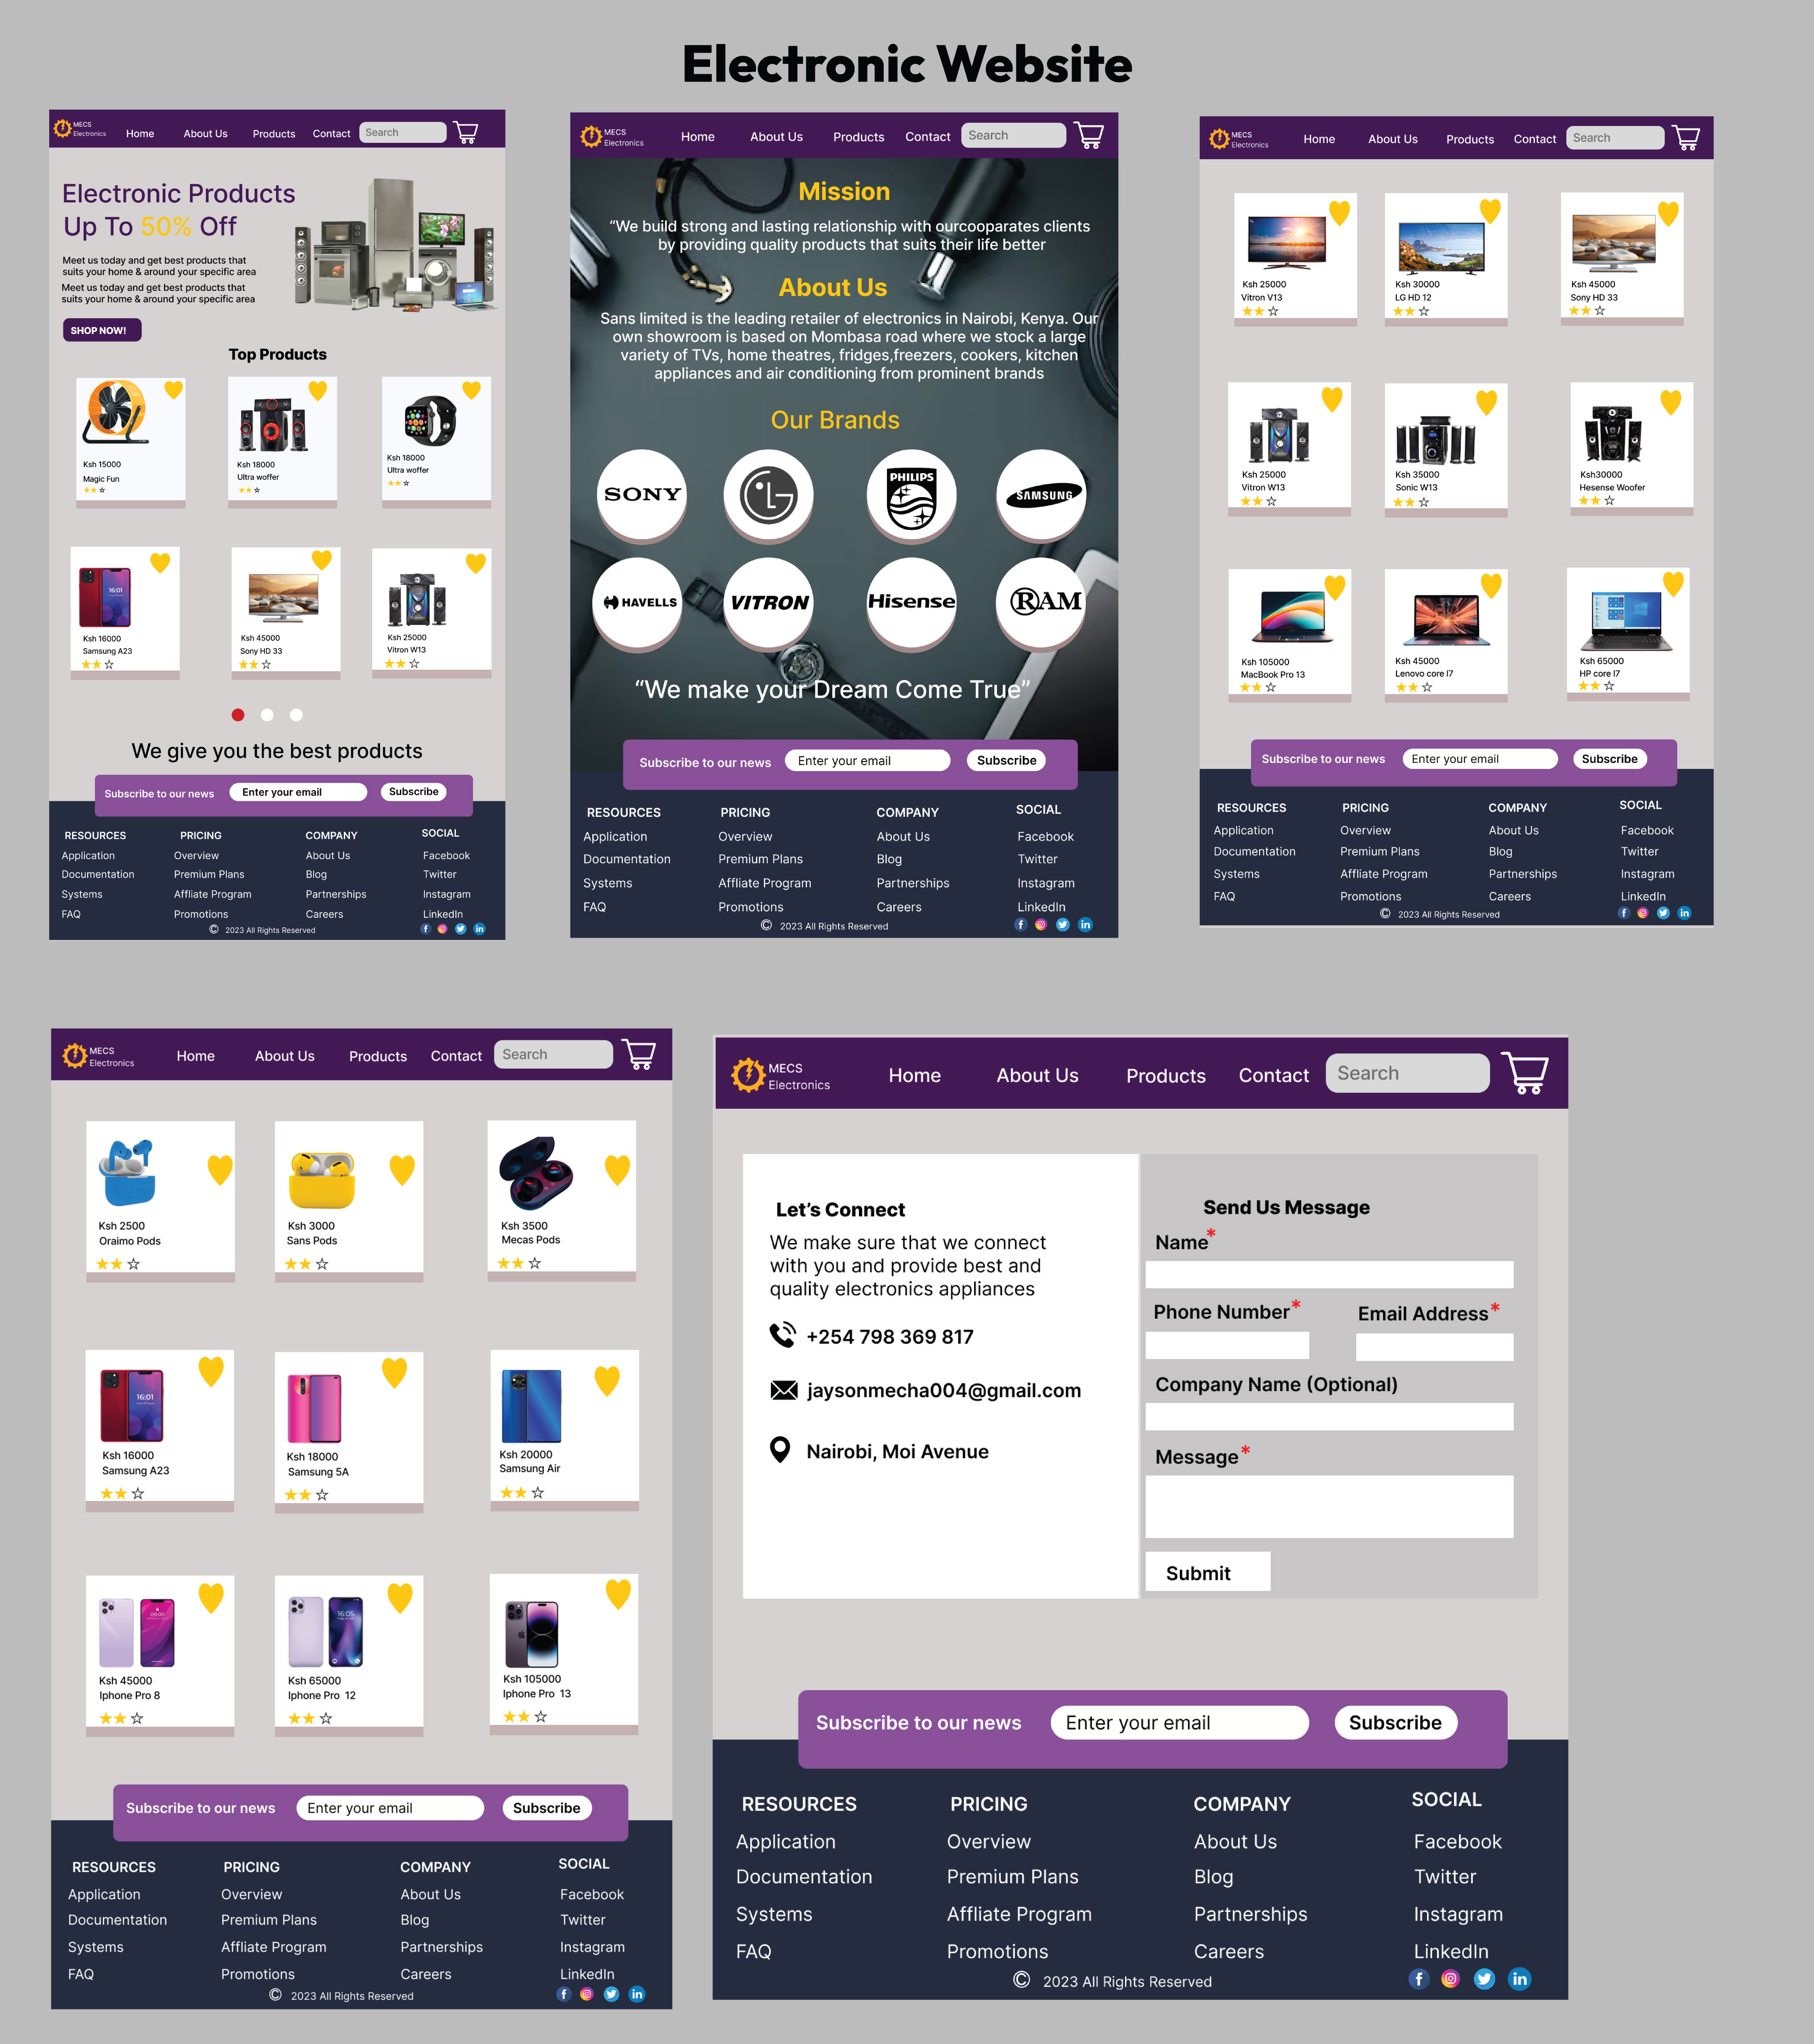 Electronic Website
MECS
Electronics
Home
About Us
Products
Contact
Search
Electronic Products
Up To 50% Off
Meet us today and get best products that
suits your home & around your specific area
Meet us today and get best products that
suits your home & around your specific area
SHOP NOW!
Top Products
Ksh 15000
Magic Fun
Ksh 18000
Ultra woffer
Ksh 18000
Ultra woffer
16:01
Ksh 16000
Samsung A23
Ksh 45000
Sony HD 33
Ksh 25000
Vitron W13
We give you the best products
Subscribe to our news
Enter your email
Subscribe
RESOURCES
PRICING
COMPANY
SOCIAL
Application
Overview
About Us
Facebook
Documentation
Premium Plans
Blog
Twitter
Systems
Affliate Program
Partnerships
Instagram
FAQ
Promotions
Careers
LinkedIn
© 2023 All Rights Reserved
MECS
Electronics
Home
About Us
Products
Contact
Search
Mission
“We build strong and lasting relationship with ourcooparates clients
by providing quality products that suits their life better
About Us
Sans limited is the leading retailer of electronics in Nairobi, Kenya. Our
own showroom is based on Mombasa road where we stock a large
variety of TVs, home theatres, fridges,freezers, cookers, kitchen
appliances and air conditioning from prominent brands
Our Brands
SONY
LG
PHILIPS
SAMSUNG
HAVELLS
VITRON
Hisense
RAM
“We make your Dream Come True”
Subscribe to our news
Enter your email
Subscribe
RESOURCES
PRICING
COMPANY
SOCIAL
Application
Overview
About Us
Facebook
Documentation
Premium Plans
Blog
Twitter
Systems
Affliate Program
Partnerships
Instagram
FAQ
Promotions
Careers
LinkedIn
© 2023 All Rights Reserved
MECS
Electronics
Home
About Us
Products
Contact
Search
Ksh 25000
Vitron V13
Ksh 30000
LG HD 12
Ksh 45000
Sony HD 33
Ksh 25000
Vitron W13
Ksh 35000
Sonic W13
Ksh30000
Hesense Woofer
Ksh 105000
MacBook Pro 13
Ksh 45000
Lenovo core I7
Ksh 65000
HP core I7
Subscribe to our news
Enter your email
Subscribe
RESOURCES
PRICING
COMPANY
SOCIAL
Application
Overview
About Us
Facebook
Documentation
Premium Plans
Blog
Twitter
Systems
Affliate Program
Partnerships
Instagram
FAQ
Promotions
Careers
LinkedIn
© 2023 All Rights Reserved
MECS
Electronics
Home
About Us
Products
Contact
Search
Ksh 2500
Oraimo Pods
Ksh 3000
Sans Pods
Ksh 3500
Mecas Pods
16:01
Ksh 16000
Samsung A23
Ksh 18000
Samsung 5A
Ksh 20000
Samsung Air
Ksh 45000
Iphone Pro 8
16:05
Ksh 65000
Iphone Pro 12
Ksh 105000
Iphone Pro 13
Subscribe to our news
Enter your email
Subscribe
RESOURCES
PRICING
COMPANY
SOCIAL
Application
Overview
About Us
Facebook
Documentation
Premium Plans
Blog
Twitter
Systems
Affliate Program
Partnerships
Instagram
FAQ
Promotions
Careers
LinkedIn
© 2023 All Rights Reserved
MECS
Electronics
Home
About Us
Products
Contact
Search
Let’s Connect
We make sure that we connect
with you and provide best and
quality electronics appliances
+254 798 369 817
jaysonmecha004@gmail.com
Nairobi, Moi Avenue
Send Us Message
Name*
Phone Number*
Email Address*
Company Name (Optional)
Message*
Submit
Subscribe to our news
Enter your email
Subscribe
RESOURCES
PRICING
COMPANY
SOCIAL
Application
Overview
About Us
Facebook
Documentation
Premium Plans
Blog
Twitter
Systems
Affliate Program
Partnerships
Instagram
FAQ
Promotions
Careers
LinkedIn
© 2023 All Rights Reserved